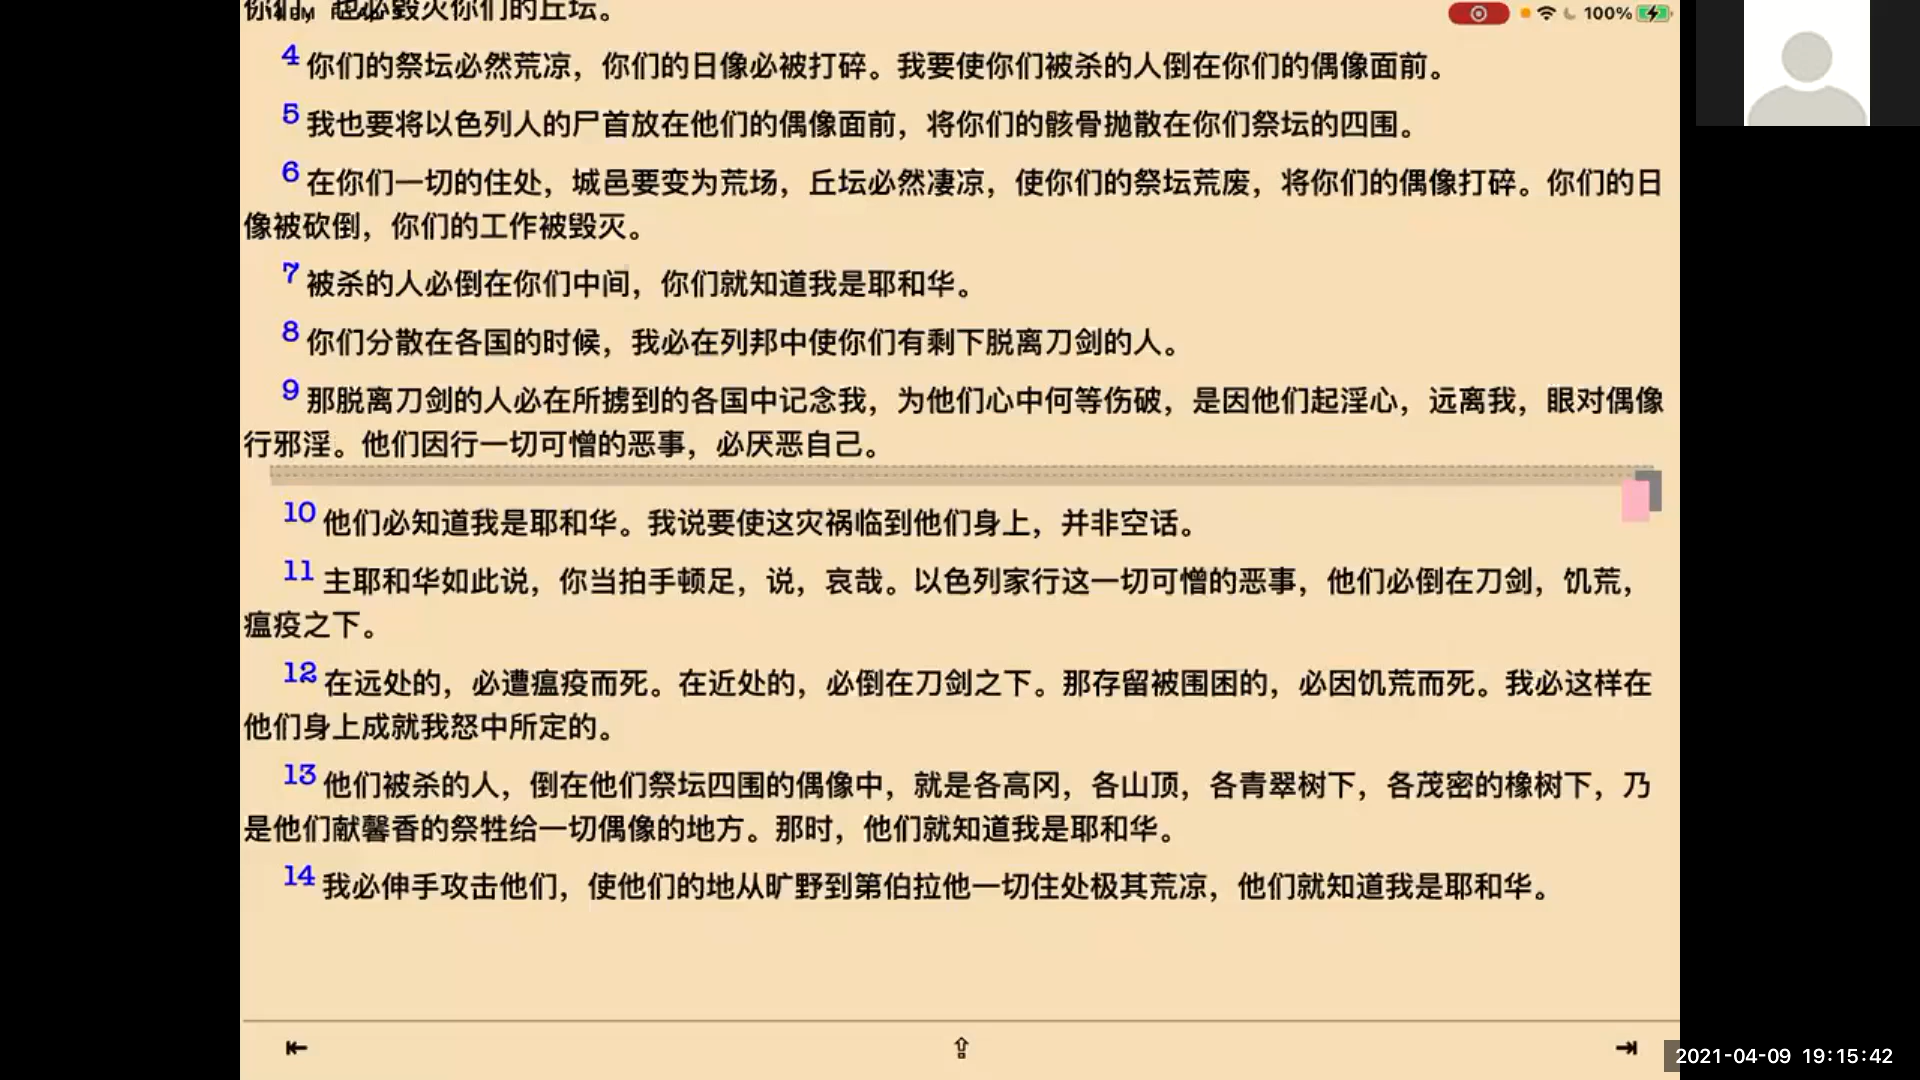 必毁灭你们的丘坛。
100%
4 你们的祭坛必然荒凉，你们的日像必被打碎。我要使你们被杀的人倒在你们的偶像面前。
5 我也要将以色列人的尸首放在他们的偶像面前，将你们的骸骨抛散在你们祭坛的四围。
6 在你们一切的住处，城邑要变为荒场，丘坛必然凄凉，使你们的祭坛荒废，将你们的偶像打碎。你们的日
像被砍倒，你们的工作被毁灭。
7 被杀的人必倒在你们中间，你们就知道我是耶和华。
8 你们分散在各国的时候，我必在列邦中使你们有剩下脱离刀剑的人。
9 那脱离刀剑的人必在所掳到的各国中记念我，为他们心中何等伤破，是因他们起淫心，远离我，眼对偶像
行邪淫。他们因行一切可憎的恶事，必厌恶自己。
10 他们必知道我是耶和华。我说要使这灾祸临到他们身上，并非空话。
11 主耶和华如此说，你当拍手顿足，说，哀哉。以色列家行这一切可憎的恶事，他们必倒在刀剑，饥荒，
瘟疫之下。
12 在远处的，必遭瘟疫而死。在近处的，必倒在刀剑之下。那存留被围困的，必因饥荒而死。我必这样在
他们身上成就我怒中所定的。
13 他们被杀的人，倒在他们祭坛四围的偶像中，就是各高冈，各山顶，各青翠树下，各茂密的橡树下，乃
是他们献馨香的祭牲给一切偶像的地方。那时，他们就知道我是耶和华。
14 我必伸手攻击他们，使他们的地从旷野到第伯拉他一切住处极其荒凉，他们就知道我是耶和华。
2021-04-09 19:15:42